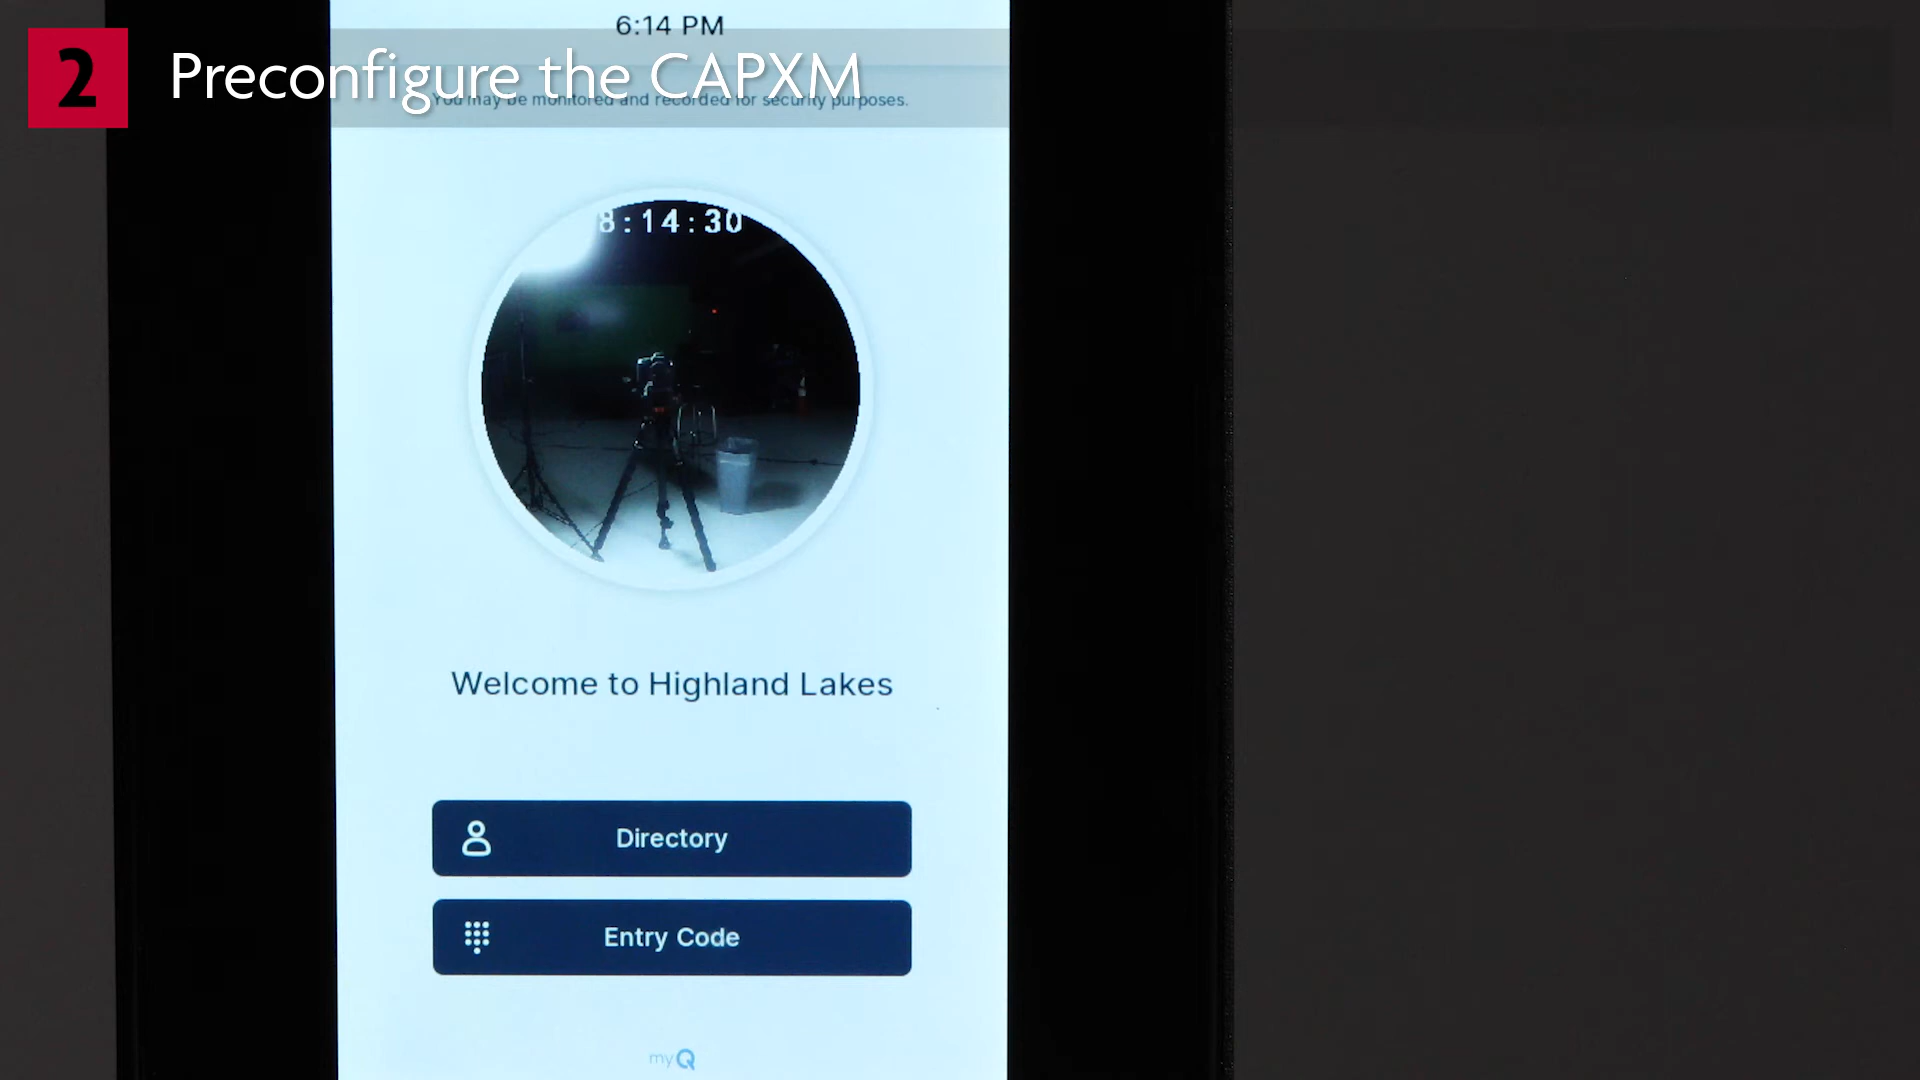 6:14 PM
2 Preconfigure the CAPXM
You may be monitored and recorded for security purposes.
8:14:30
Welcome to Highland Lakes
Directory
Entry Code
myQ